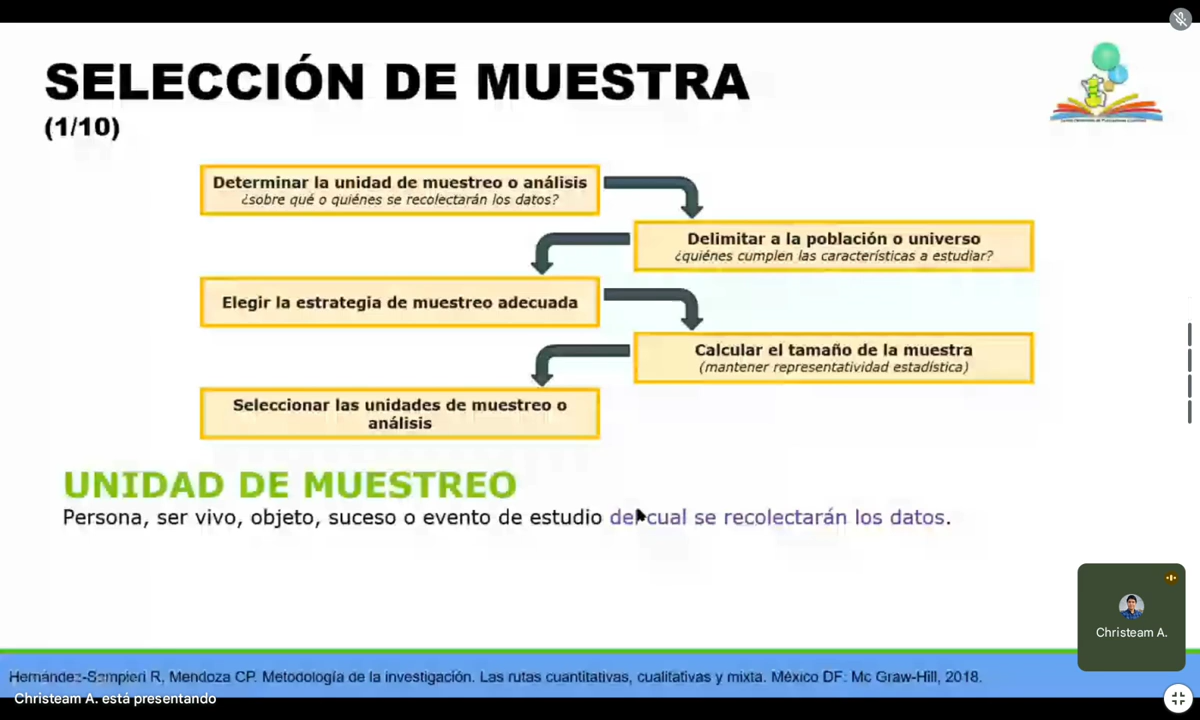 SELECCIÓN DE MUESTRA
(1/10)
Determinar la unidad de muestreo o análisis
¿sobre qué o quiénes se recolectarán los datos?
Delimitar a la población o universo
¿quiénes cumplen las características a estudiar?
Elegir la estrategia de muestreo adecuada
Calcular el tamaño de la muestra
(mantener representatividad estadística)
Seleccionar las unidades de muestreo o
análisis
UNIDAD DE MUESTREO
Persona, ser vivo, objeto, suceso o evento de estudio del cual se recolectarán los datos.
Christeam A.
Hernández-Sampieri R, Mendoza CP. Metodología de la investigación. Las rutas cuantitativas, cualitativas y mixta. México DF: Mc Graw-Hill, 2018.
Christeam A. está presentando